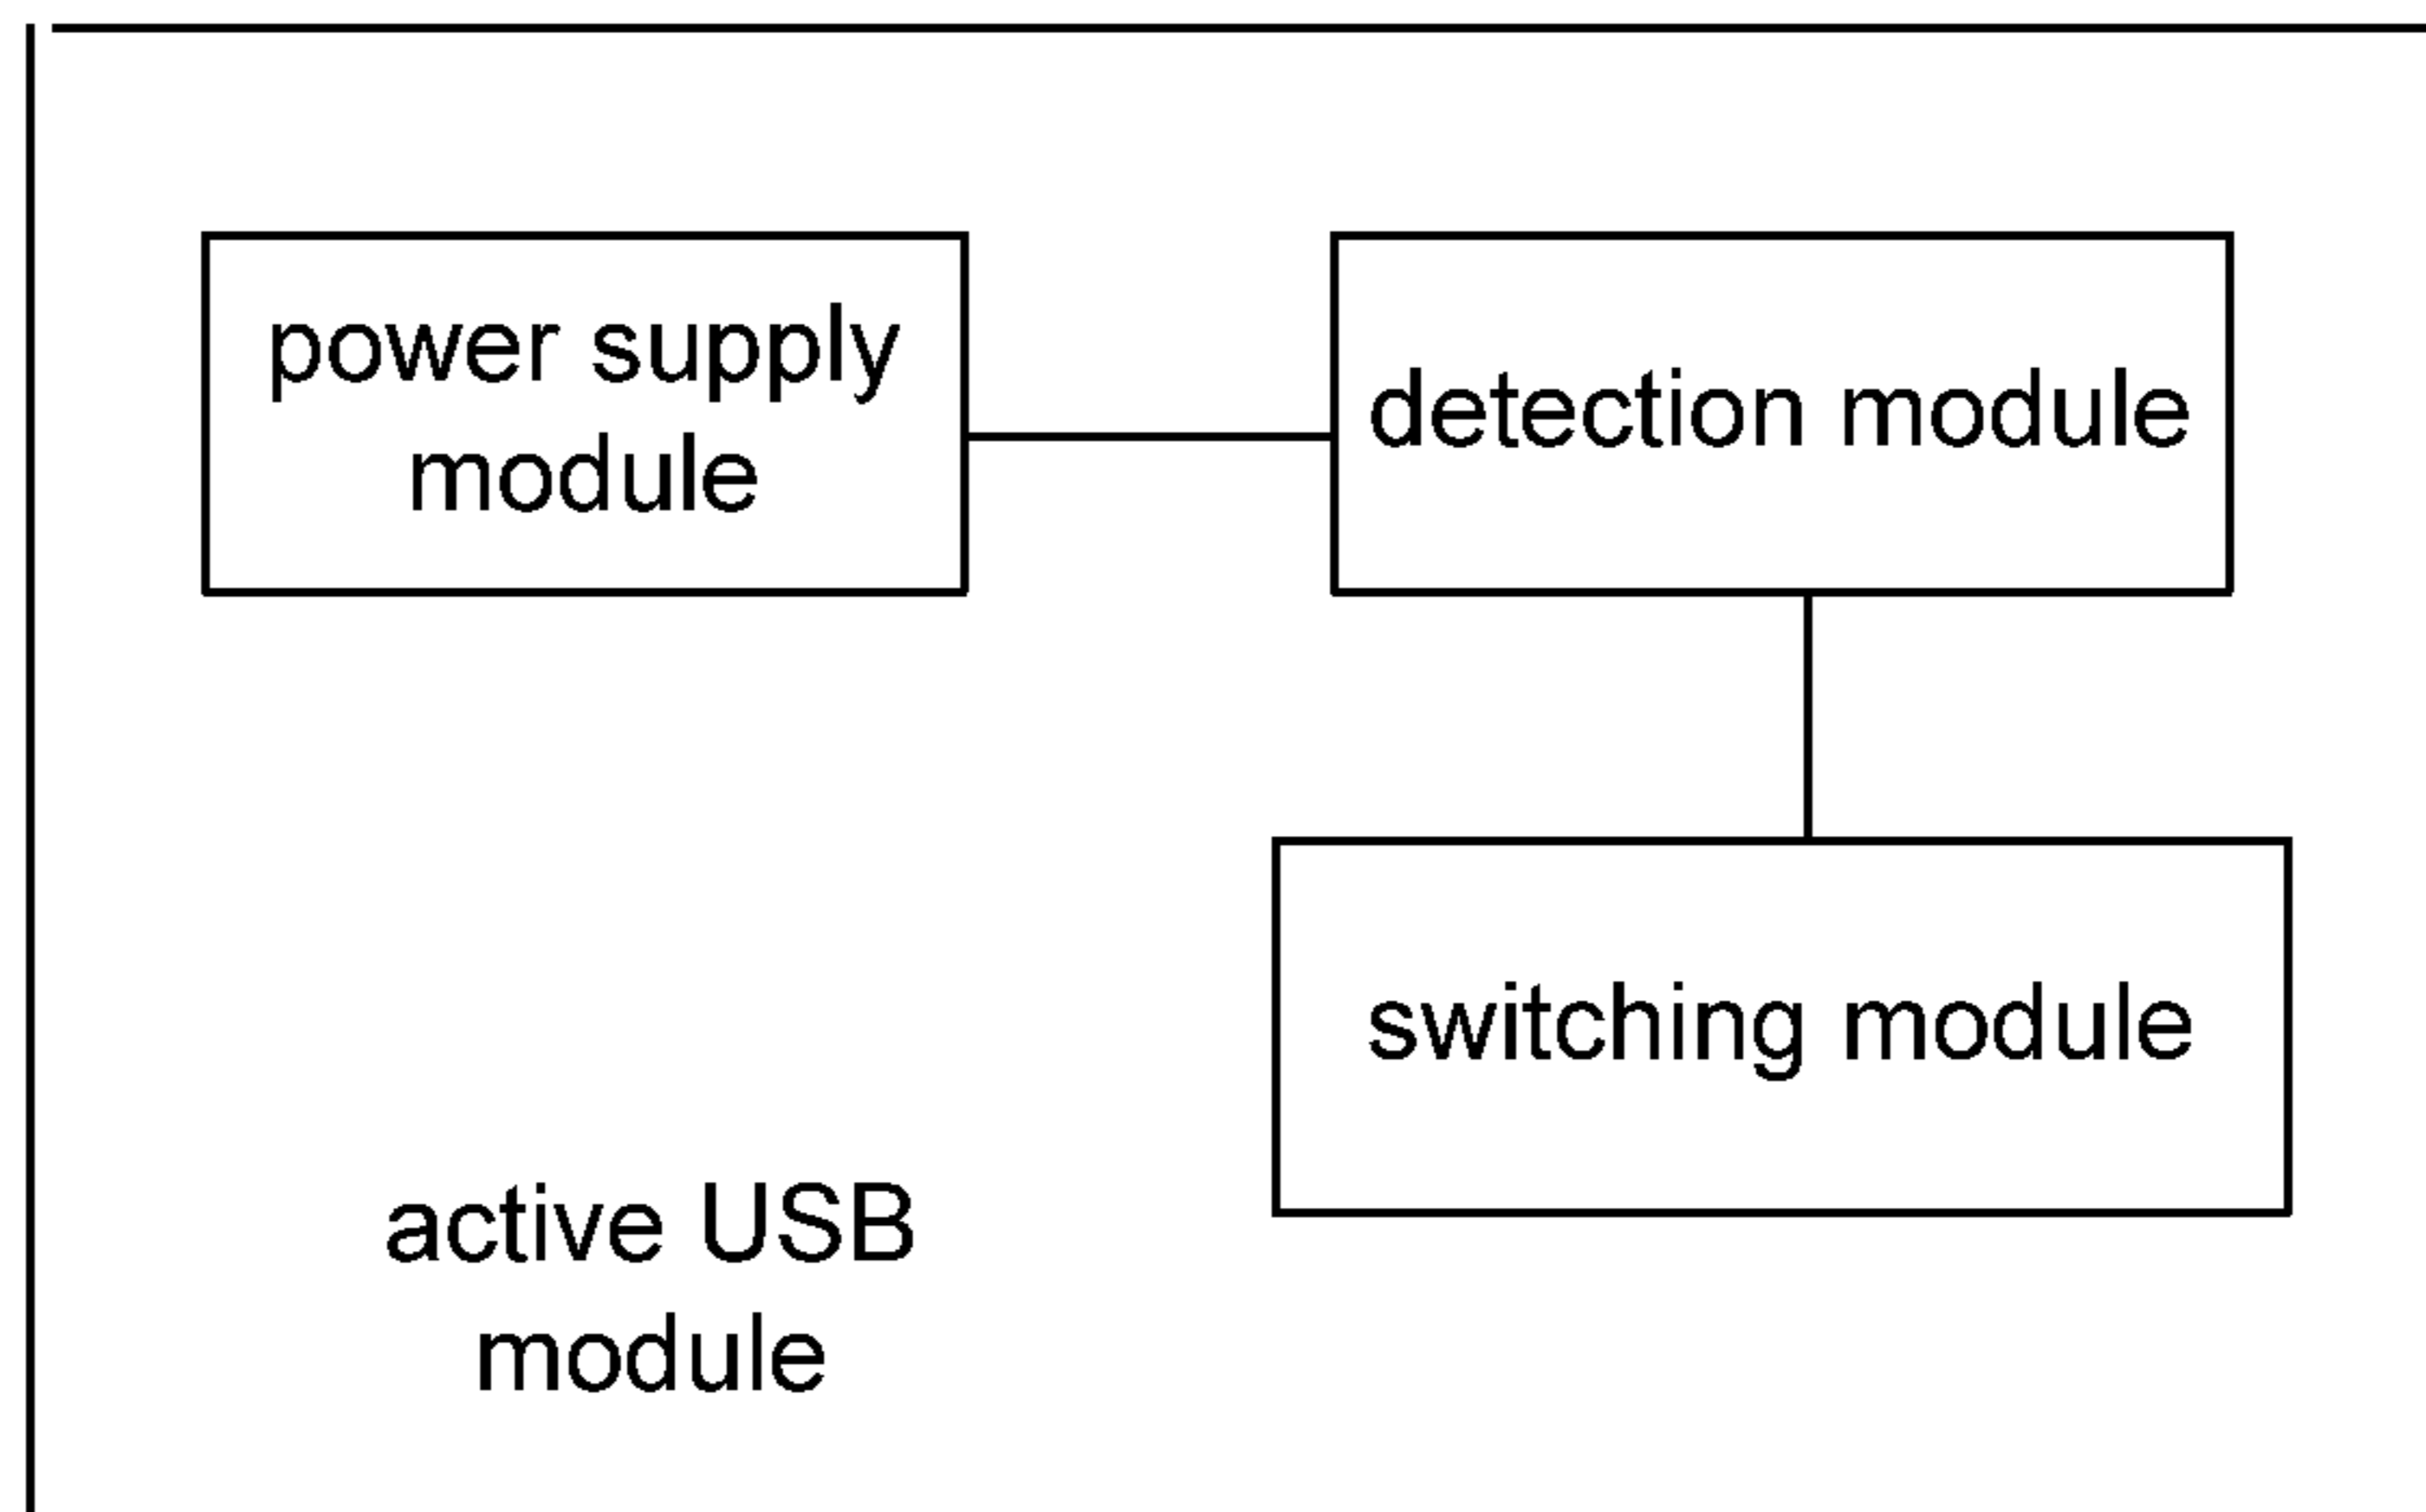 power supply
module
detection module
switching module
active USB
module